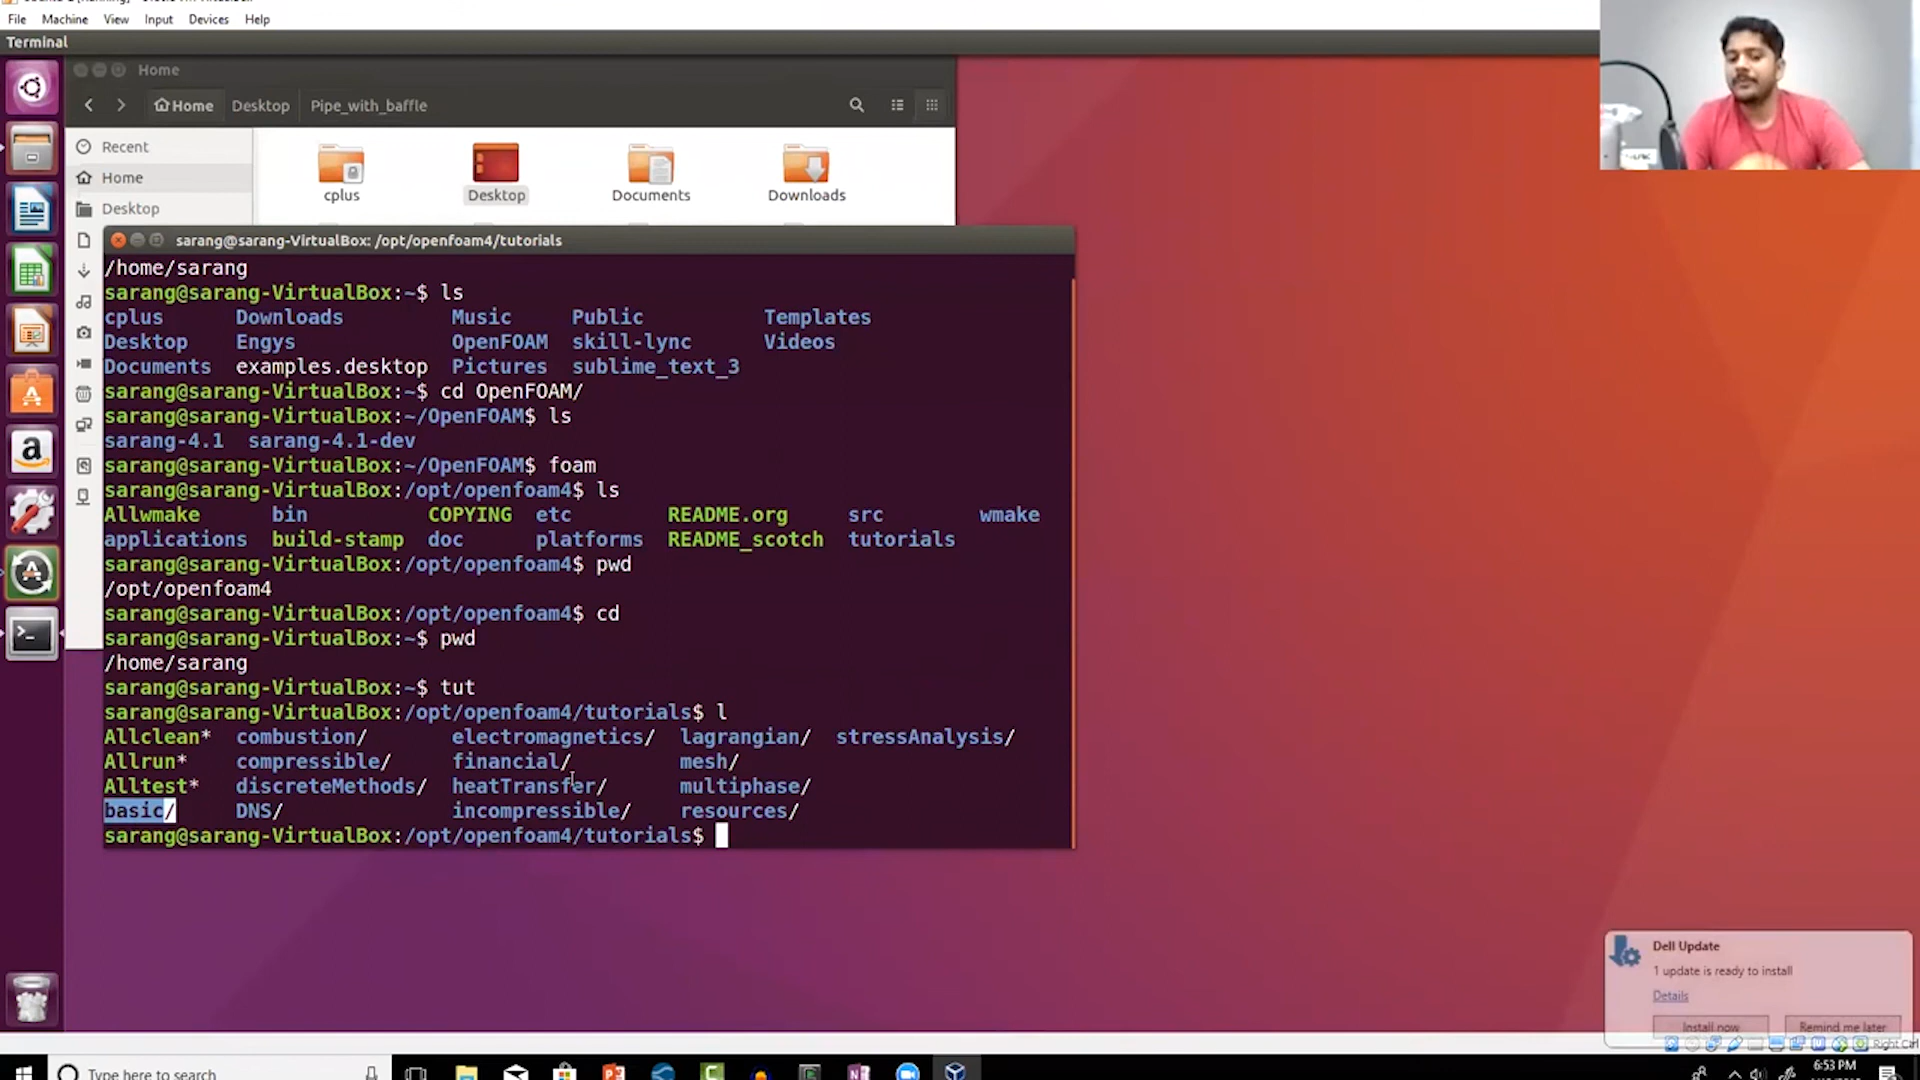 File Machine View Input Devices Help
Terminal
Home
Home Desktop Pipe_with_baffle
Recent
Home
Desktop
cplus Desktop Documents Downloads
sarang@sarang-VirtualBox: /opt/openfoam4/tutorials
/home/sarang
sarang@sarang-VirtualBox:~$ ls
cplus Downloads Music Public Templates
Desktop Engys OpenFOAM skill-lync Videos
Documents examples.desktop Pictures sublime_text_3
sarang@sarang-VirtualBox:~$ cd OpenFOAM/
sarang@sarang-VirtualBox:~/OpenFOAM$ ls
sarang-4.1 sarang-4.1-dev
sarang@sarang-VirtualBox:~/OpenFOAM$ foam
sarang@sarang-VirtualBox:/opt/openfoam4$ ls
Allwmake bin COPYING etc README.org src wmake
applications build-stamp doc platforms README_scotch tutorials
sarang@sarang-VirtualBox:/opt/openfoam4$ pwd
/opt/openfoam4
sarang@sarang-VirtualBox:/opt/openfoam4$ cd
sarang@sarang-VirtualBox:~$ pwd
/home/sarang
sarang@sarang-VirtualBox:~$ tut
sarang@sarang-VirtualBox:/opt/openfoam4/tutorials$ l
Allclean* combustion/ electromagnetics/ lagrangian/ stressAnalysis/
Allrun* compressible/ financial/ mesh/
Alltest* discreteMethods/ heatTransfer/ multiphase/
basic/ DNS/ incompressible/ resources/
sarang@sarang-VirtualBox:/opt/openfoam4/tutorials$
Dell Update
1 update is ready to install
Details
Install now Remind me later
Right Ctrl
Type here to search
6:53 PM